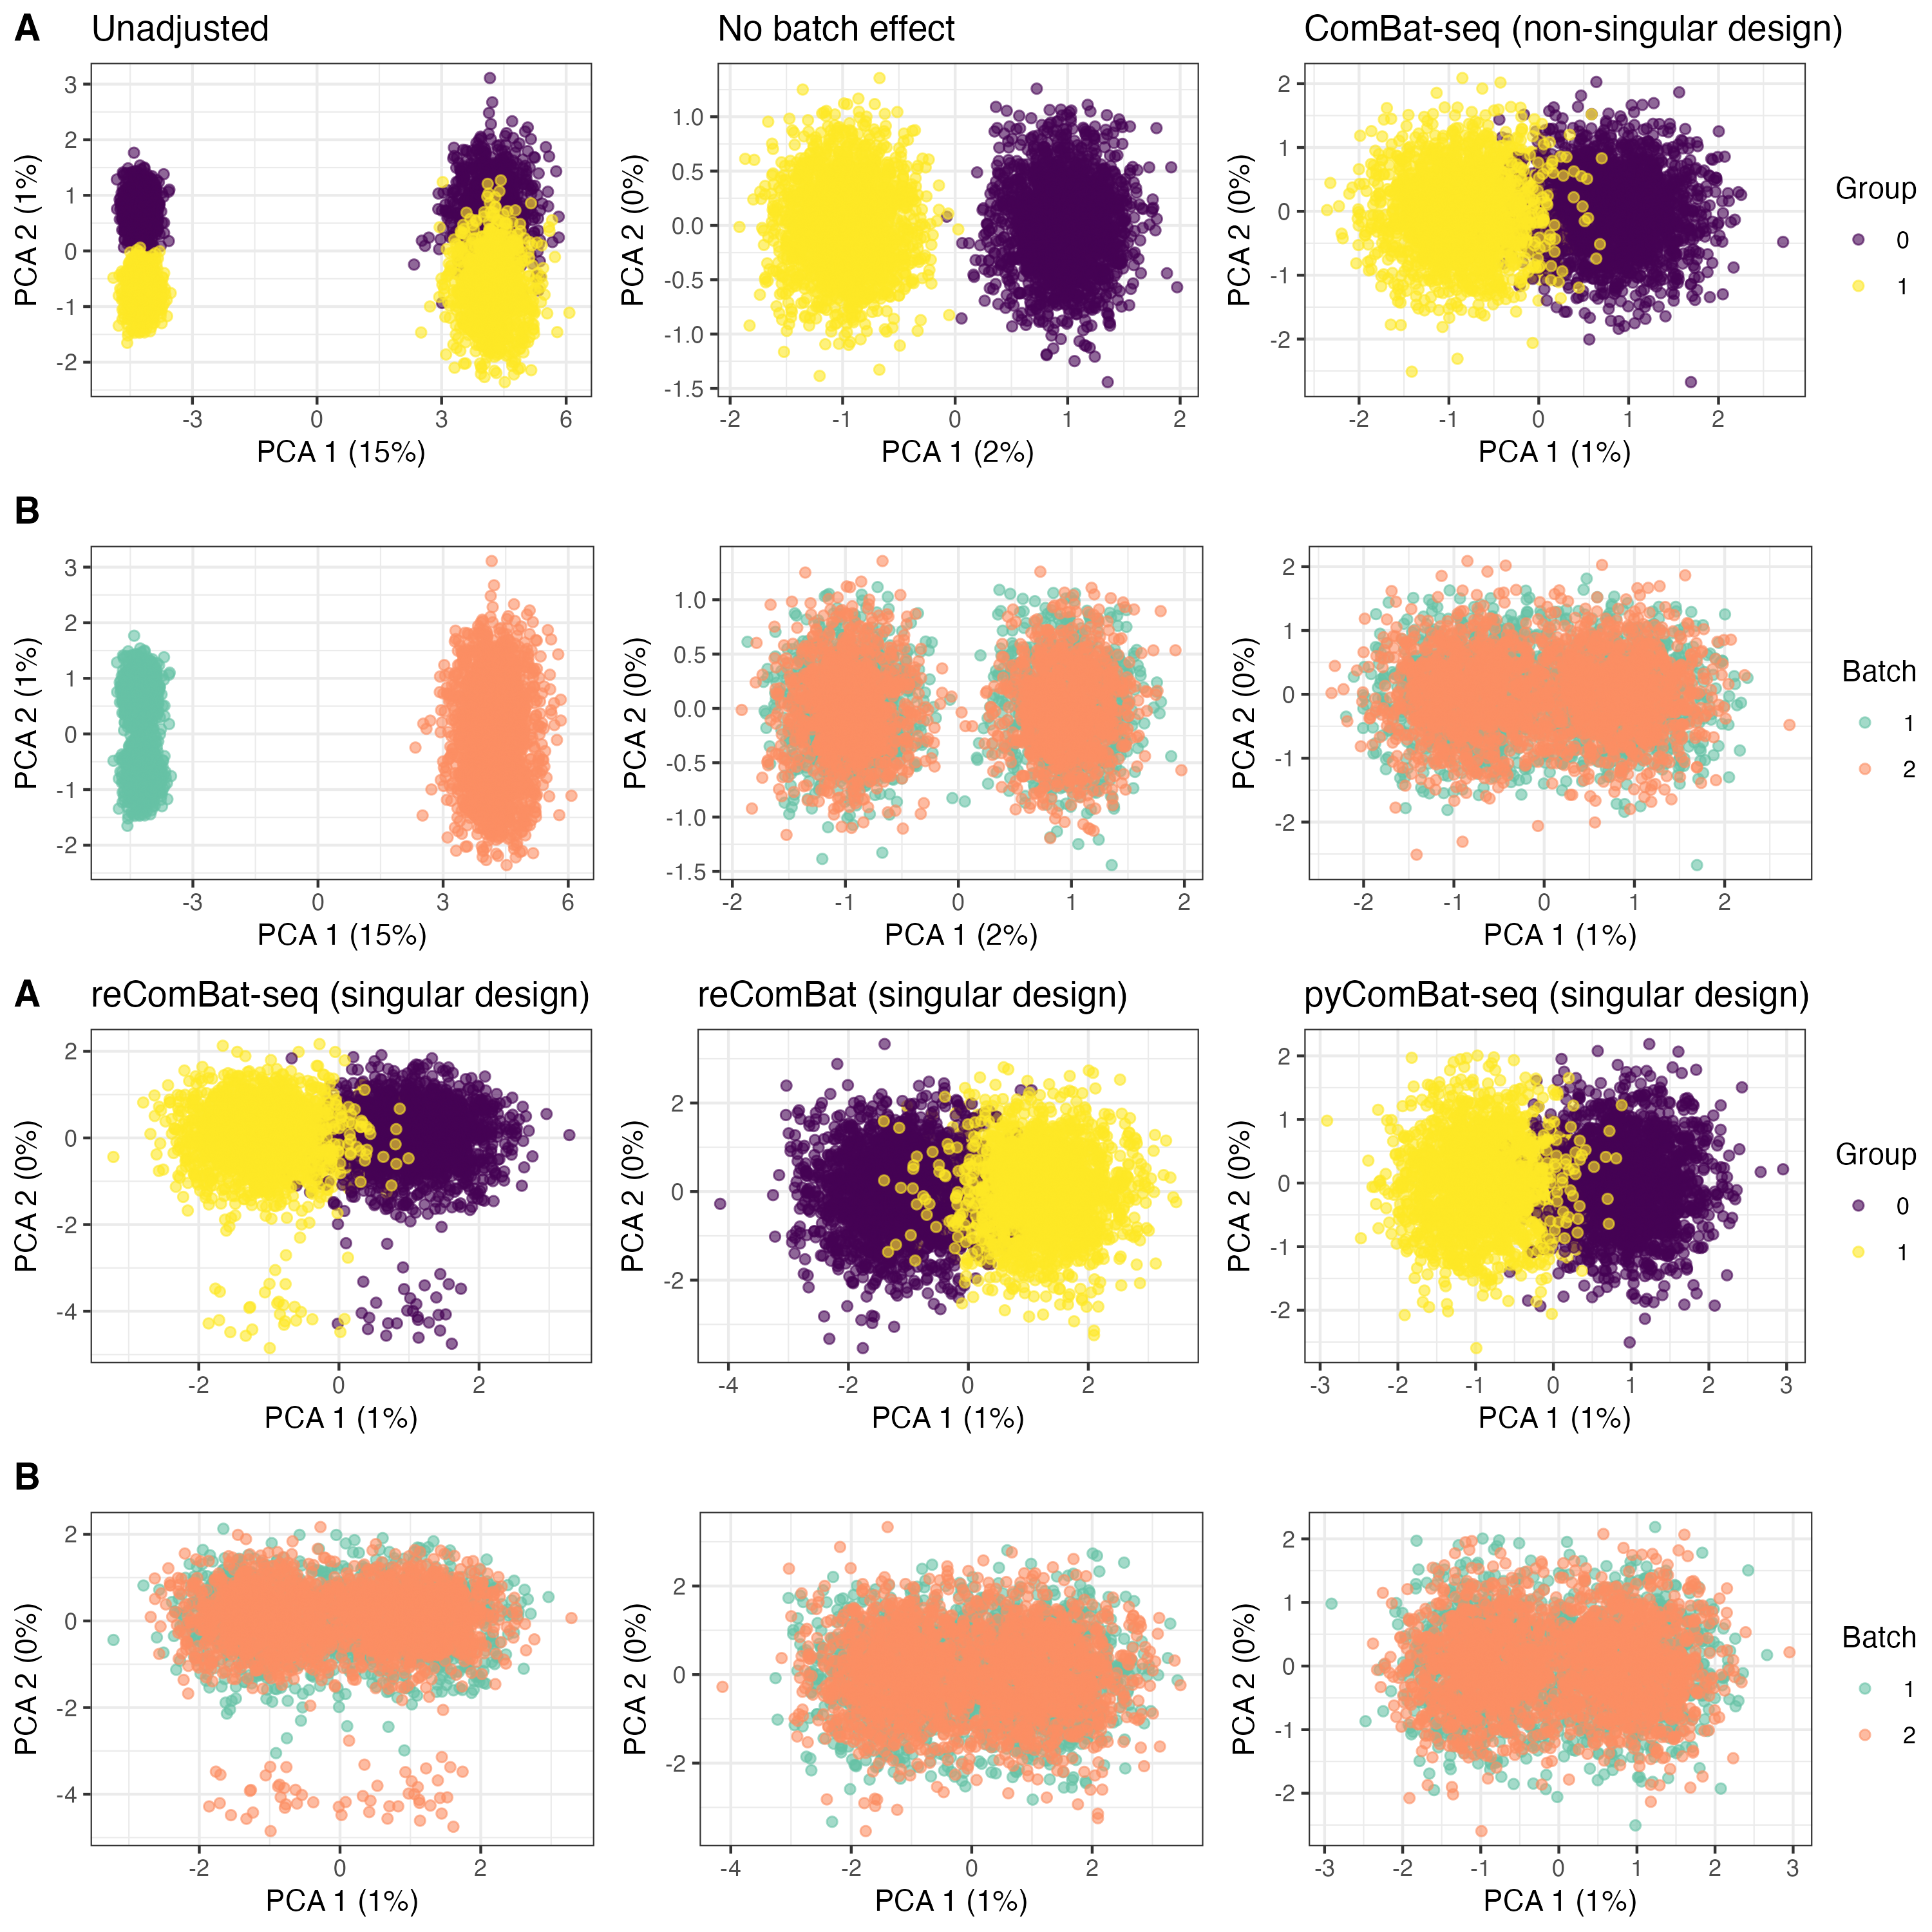 A Unadjusted No batch effect ComBat-seq (non-singular design)
PCA 2 (1%) 3 2 1 0 -1 -2
-3 0 3 6
PCA 1 (15%)
PCA 2 (0%) 1.0 0.5 0.0 -0.5 -1.0 -1.5
-2 -1 0 1 2
PCA 1 (2%)
PCA 2 (0%) 2 1 0 -1 -2
-2 -1 0 1 2
PCA 1 (1%)
Group
0
1
B
PCA 2 (1%) 3 2 1 0 -1 -2
-3 0 3 6
PCA 1 (15%)
PCA 2 (0%) 1.0 0.5 0.0 -0.5 -1.0 -1.5
-2 -1 0 1 2
PCA 1 (2%)
PCA 2 (0%) 2 1 0 -1 -2
-2 -1 0 1 2
PCA 1 (1%)
Batch
1
2
A reComBat-seq (singular design) reComBat (singular design) pyComBat-seq (singular design)
PCA 2 (0%) 2 0 -2 -4
-2 0 2
PCA 1 (1%)
PCA 2 (0%) 2 0 -2
-4 -2 0 2
PCA 1 (1%)
PCA 2 (0%) 2 1 0 -1 -2
-3 -2 -1 0 1 2 3
PCA 1 (1%)
Group
0
1
B
PCA 2 (0%) 2 0 -2 -4
-2 0 2
PCA 1 (1%)
PCA 2 (0%) 2 0 -2
-4 -2 0 2
PCA 1 (1%)
PCA 2 (0%) 2 1 0 -1 -2
-3 -2 -1 0 1 2 3
PCA 1 (1%)
Batch
1
2